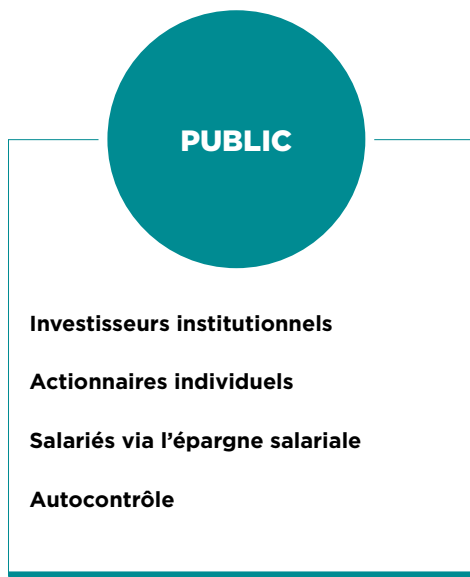 PUBLIC
Investisseurs institutionnels
Actionnaires individuels
Salariés via l’épargne salariale
Autocontrôle